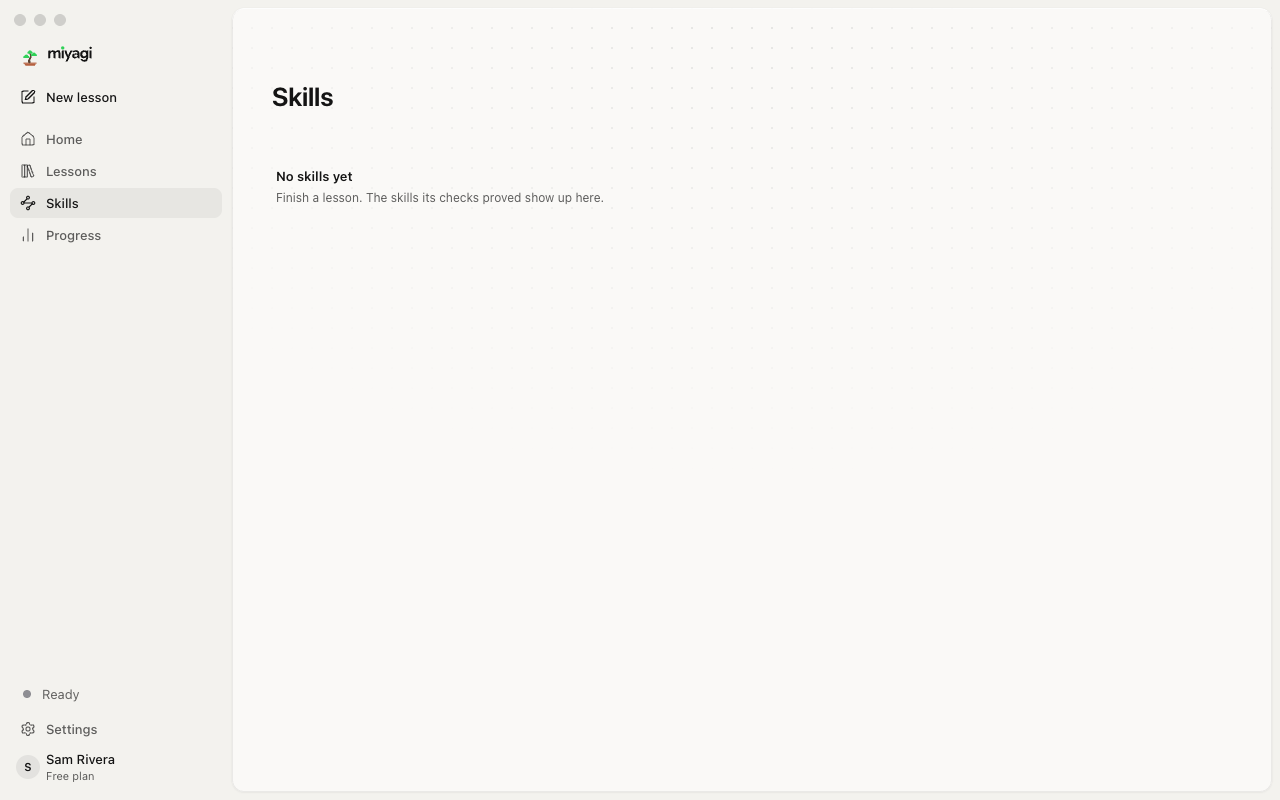 miyagi
New lesson
Home
Lessons
Skills
Progress
Ready
Settings
S
Sam Rivera
Free plan
Skills
No skills yet
Finish a lesson. The skills its checks proved show up here.